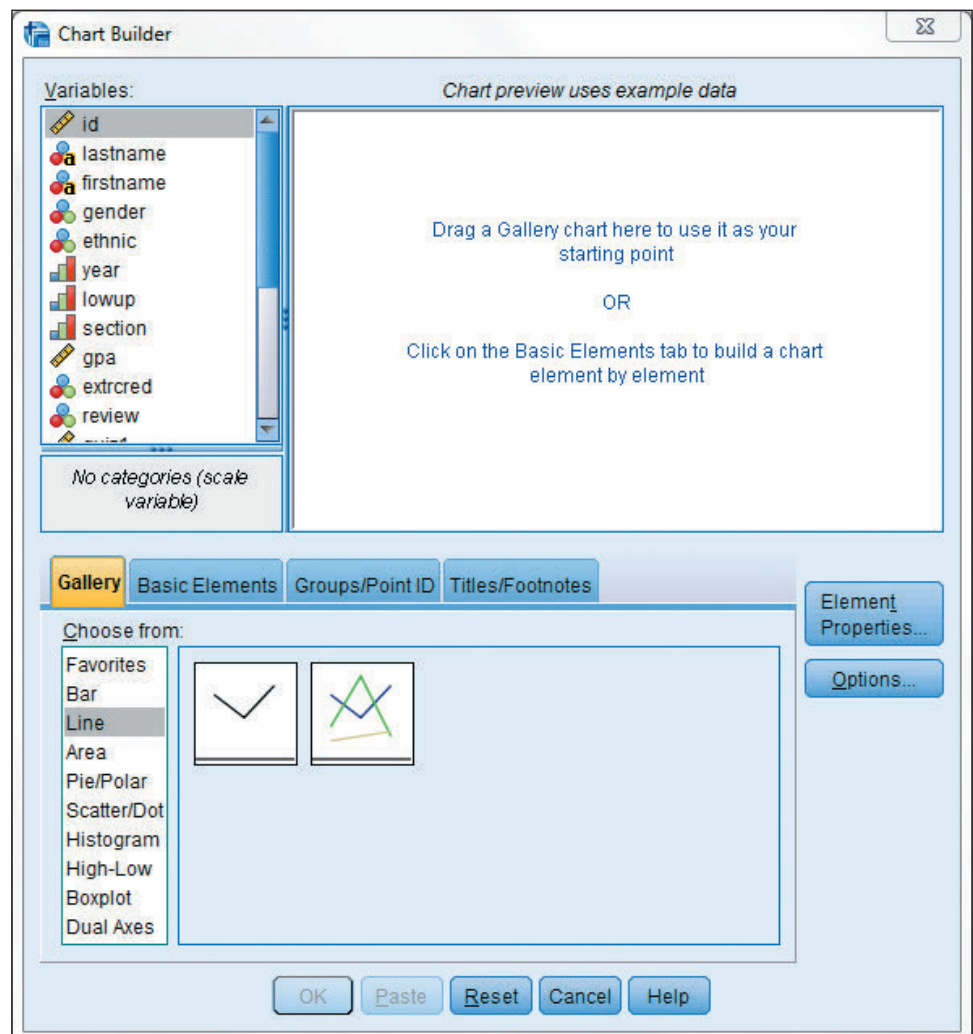 Chart Builder
Variables:
Chart preview uses example data
id
lastname
firstname
gender
ethnic
year
lowup
section
gpa
extrcred
review
No categories (scale
variable)
Drag a Gallery chart here to use it as your
starting point
OR
Click on the Basic Elements tab to build a chart
element by element
Gallery Basic Elements Groups/Point ID Titles/Footnotes
Choose from:
Favorites
Bar
Line
Area
Pie/Polar
Scatter/Dot
Histogram
High-Low
Boxplot
Dual Axes
Element
Properties...
Options...
OK Paste Reset Cancel Help